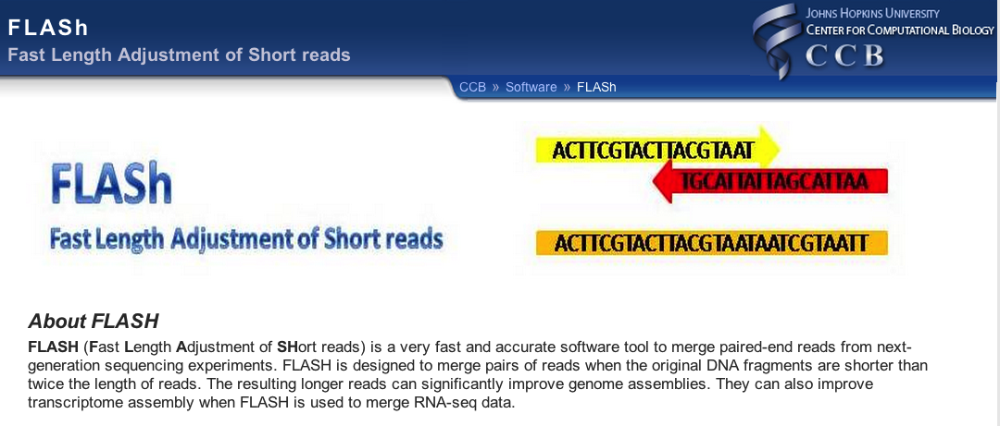 FLASh
Fast Length Adjustment of Short reads
JOHNS HOPKINS UNIVERSITY
CENTER FOR COMPUTATIONAL BIOLOGY
CCB
CCB » Software » FLASh
FLASh
Fast Length Adjustment of Short reads
ACTTCGTACTTACGTAAT
TGCATTATTAGCATTAA
ACTTCGTACTTACGTAATAATCGTAATT
About FLASH
FLASH (Fast Length Adjustment of SHort reads) is a very fast and accurate software tool to merge paired-end reads from next-
generation sequencing experiments. FLASH is designed to merge pairs of reads when the original DNA fragments are shorter than
twice the length of reads. The resulting longer reads can significantly improve genome assemblies. They can also improve
transcriptome assembly when FLASH is used to merge RNA-seq data.